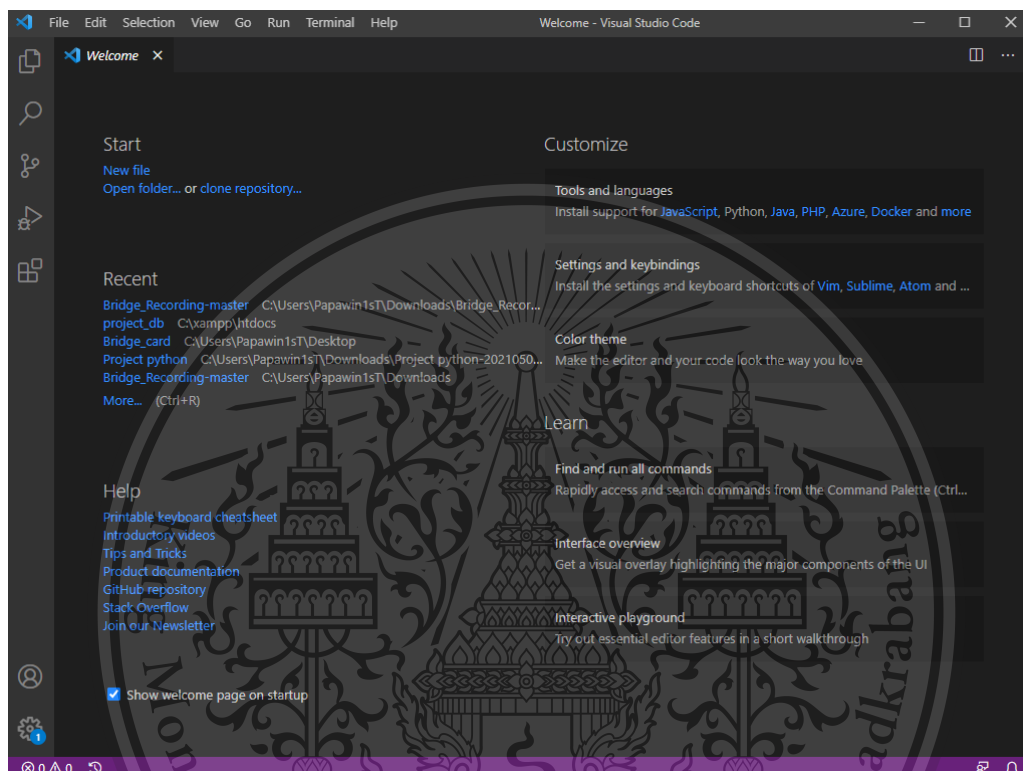 File Edit Selection View Go Run Terminal Help
Welcome - Visual Studio Code
Welcome
Start
New file
Open folder... or clone repository...
Recent
Bridge_Recording-master C:\Users\Papawin1sT\Downloads\Bridge_Recor...
project_db C:\xampp\htdocs
Bridge_card C:\Users\Papawin1sT\Desktop
Project python C:\Users\Papawin1sT\Downloads\Project python-2021050...
Bridge_Recording-master C:\Users\Papawin1sT\Downloads
More... (Ctrl+R)
Help
Printable keyboard cheatsheet
Introductory videos
Tips and Tricks
Product documentation
GitHub repository
Stack Overflow
Join our Newsletter
Show welcome page on startup
Customize
Tools and languages
Install support for JavaScript, Python, Java, PHP, Azure, Docker and more
Settings and keybindings
Install the settings and keyboard shortcuts of Vim, Sublime, Atom and ...
Color theme
Make the editor and your code look the way you love
Learn
Find and run all commands
Rapidly access and search commands from the Command Palette (Ctrl...
Interface overview
Get a visual overlay highlighting the major components of the UI
Interactive playground
Try out essential editor features in a short walkthrough
1
0 0